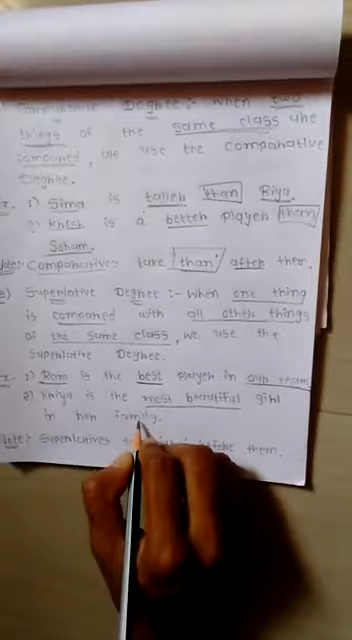 Comparative Degree :- When two
things of the same class are
compared, we use the comparative
Degree.
Ex. 1) Sima is taller than Riya
2) Khish is a better player than
Soham.
Note:- Comparatives take 'than' after them.
Superlative Degree :- When one thing
is compared with all other things
of the same class, we use the
superlative Degree.
Ex. 1) Ram is the best player in our team
2) Khiya is the most beautiful girl
in her family.
Note:- Superlatives before them.